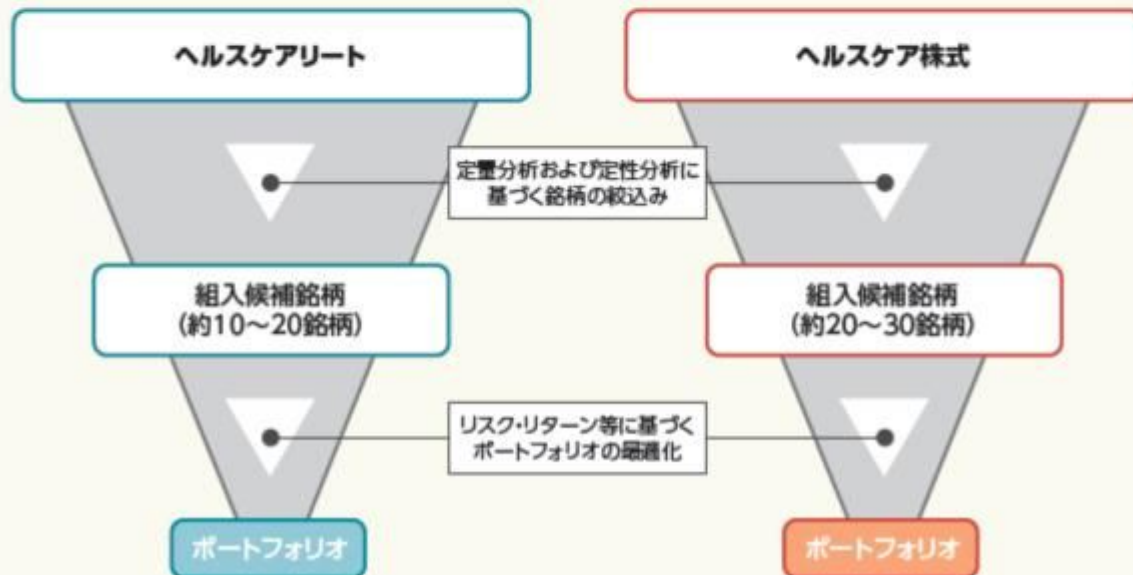 ヘルスケアリート
ヘルスケア株式
定量分析および定性分析に
基づく銘柄の絞込み
組入候補銘柄
(約10～20銘柄)
組入候補銘柄
(約20～30銘柄)
リスク・リターン等に基づく
ポートフォリオの最適化
ポートフォリオ
ポートフォリオ